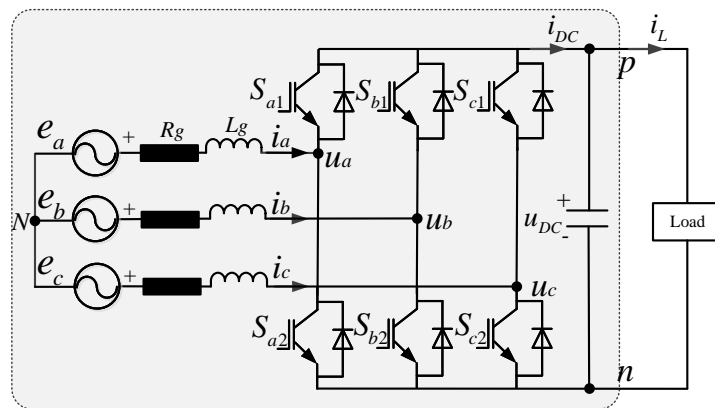 i_DC
i_L
p
S_a1
S_b1
S_c1
e_a
+
R_g
L_g
i_a
u_a
N
e_b
+
i_b
u_b
+
u_DC
-
Load
e_c
+
i_c
u_c
S_a2
S_b2
S_c2
n